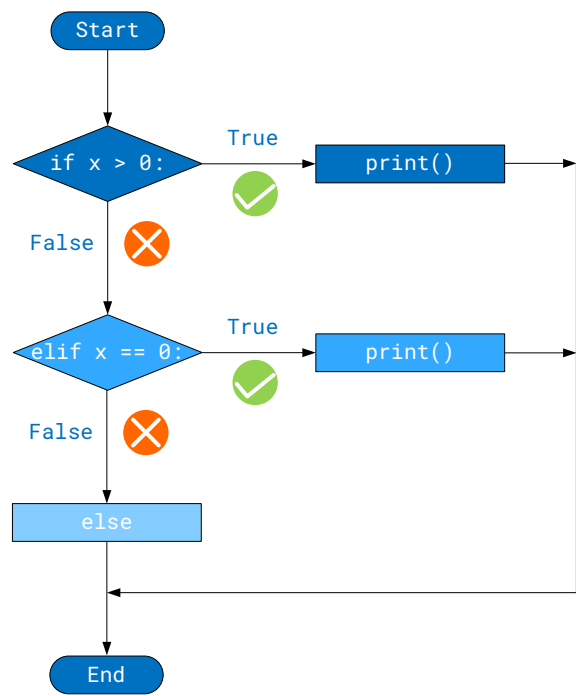 Start
if x > 0:
True
print()
False
elif x == 0:
True
print()
False
else
End